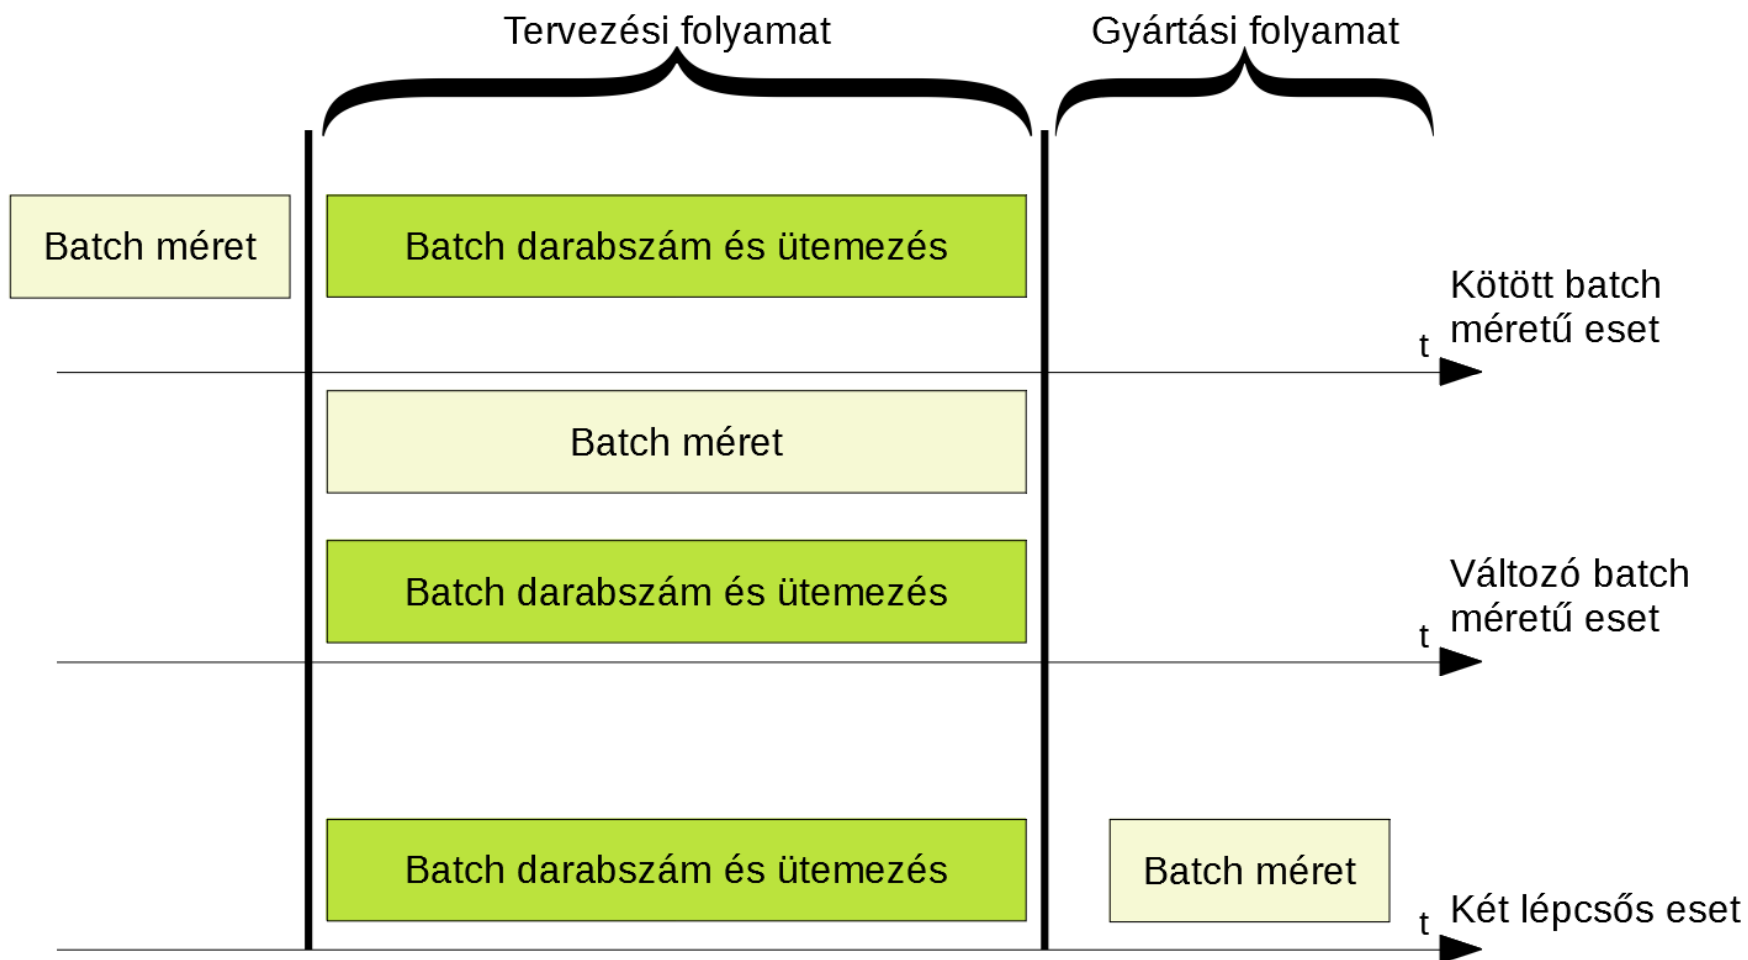 Tervezési folyamat
Gyártási folyamat
Batch méret
Batch darabszám és ütemezés
Kötött batch
méretű eset
t
Batch méret
Batch darabszám és ütemezés
Változó batch
méretű eset
t
Batch darabszám és ütemezés
Batch méret
t
Két lépcsős eset